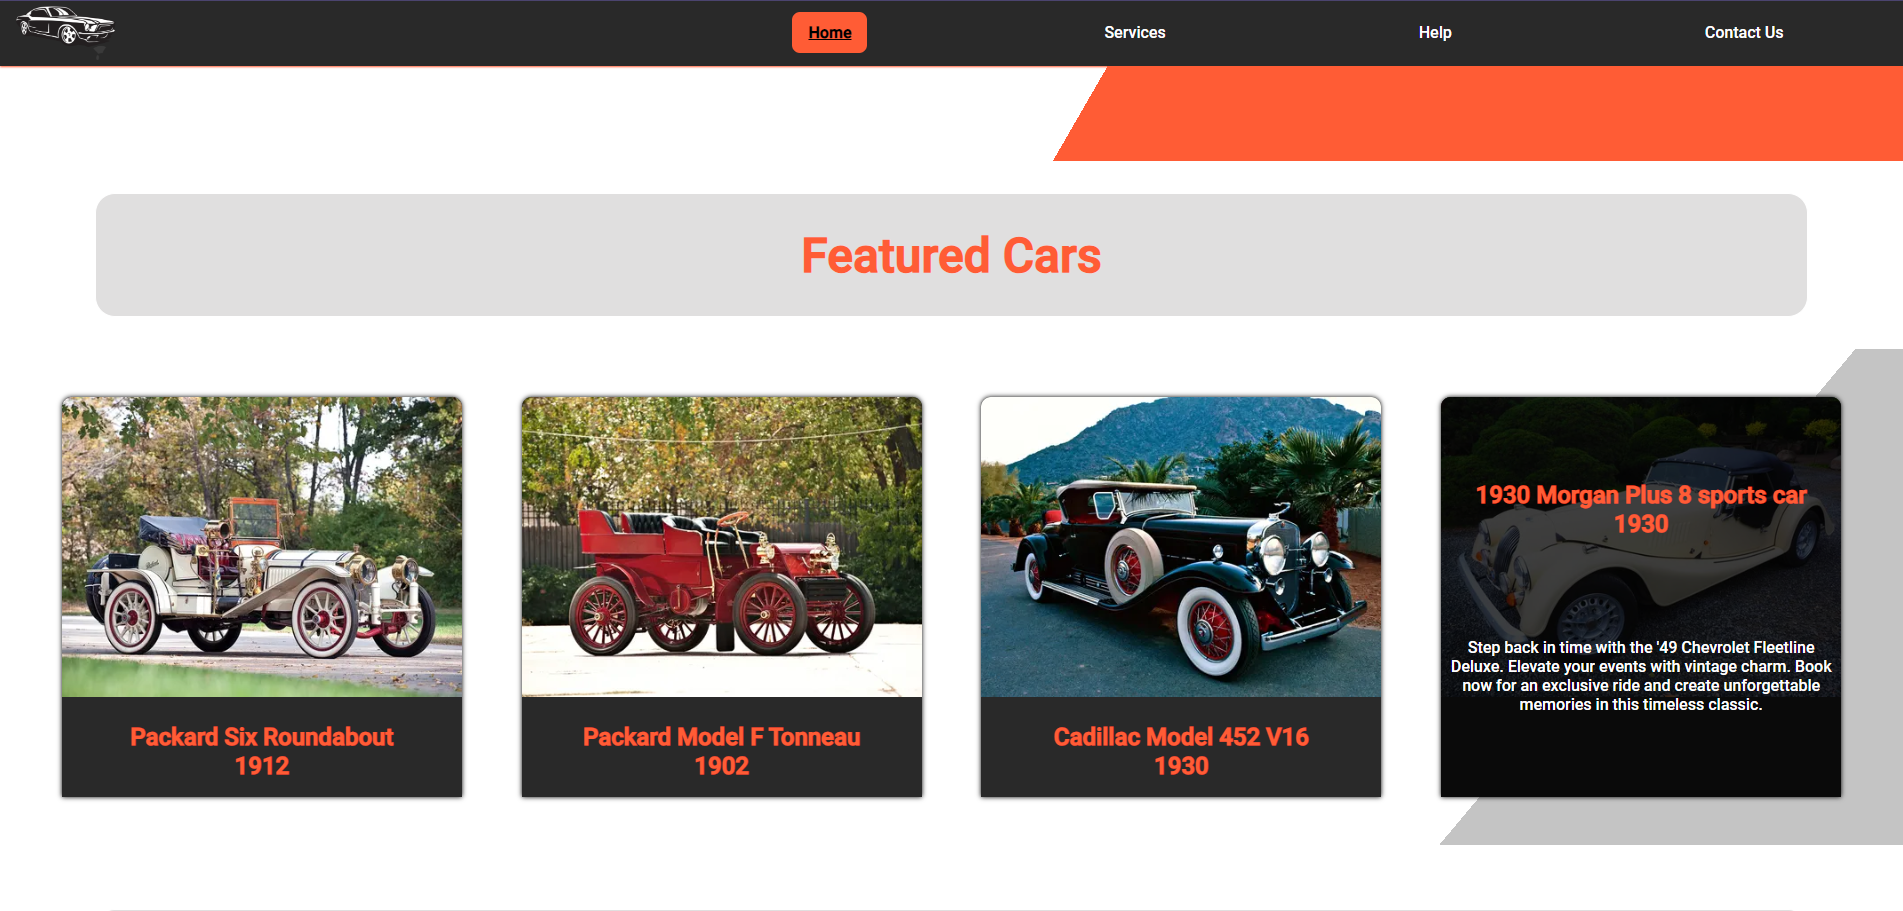 Home
Services
Help
Contact Us
Featured Cars
Packard Six Roundabout
1912
Packard Model F Tonneau
1902
Cadillac Model 452 V16
1930
1930 Morgan Plus 8 sports car
1930
Step back in time with the '49 Chevrolet Fleetline
Deluxe. Elevate your events with vintage charm. Book
now for an exclusive ride and create unforgettable
memories in this timeless classic.